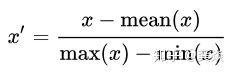 x′ = (x − mean(x)) / (max(x) − min(x))